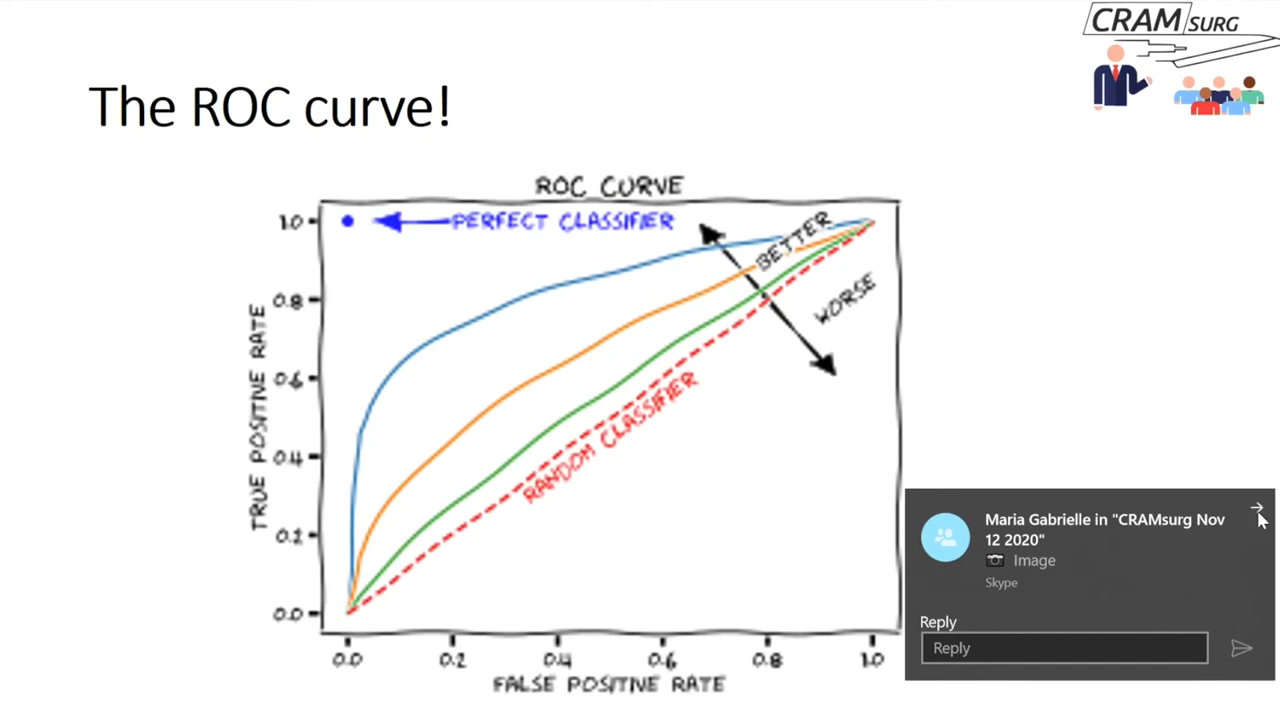 CRAMSURG
The ROC curve!
ROC CURVE
1.0
PERFECT CLASSIFIER
BETTER
WORSE
0.8
0.6
0.4
0.2
0.0
TRUE POSITIVE RATE
RANDOM CLASSIFIER
0.0 0.2 0.4 0.6 0.8 1.0
FALSE POSITIVE RATE
Maria Gabrielle in "CRAMsurg Nov
12 2020"
Image
Skype
Reply
Reply